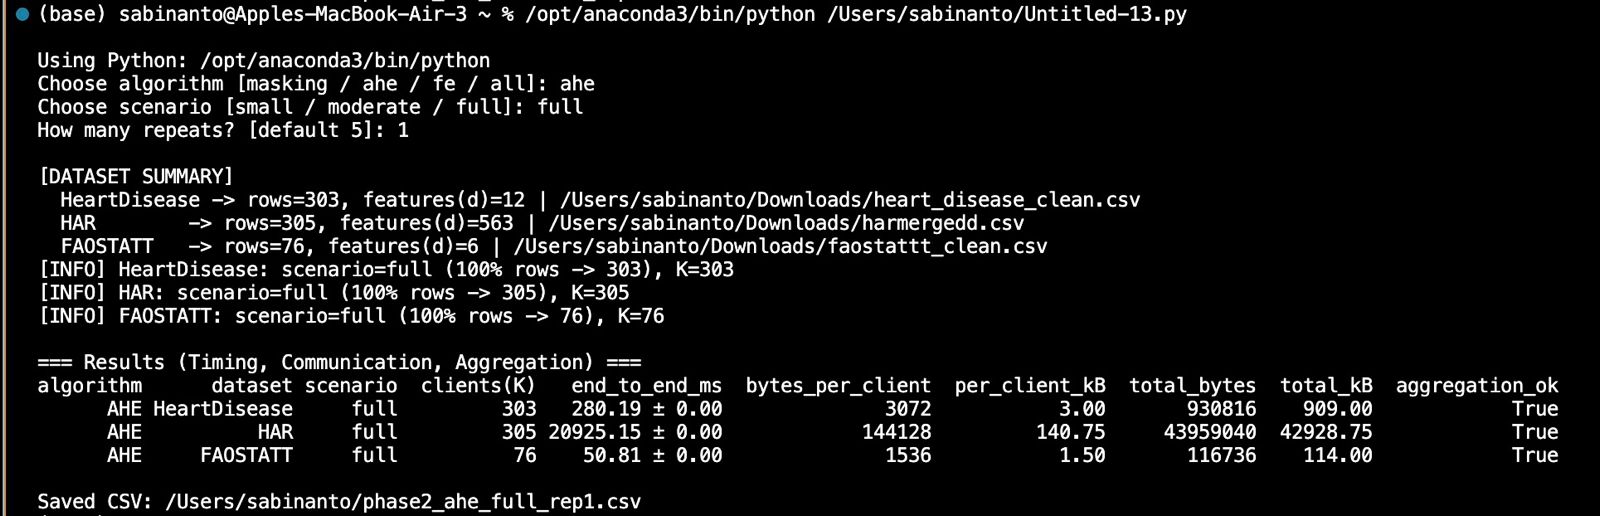 (base) sabinanto@Apples-MacBook-Air-3 ~ % /opt/anaconda3/bin/python /Users/sabinanto/Untitled-13.py
Using Python: /opt/anaconda3/bin/python
Choose algorithm [masking / ahe / fe / all]: ahe
Choose scenario [small / moderate / full]: full
How many repeats? [default 5]: 1
[DATASET SUMMARY]
HeartDisease -> rows=303, features(d)=12 | /Users/sabinanto/Downloads/heart_disease_clean.csv
HAR -> rows=305, features(d)=563 | /Users/sabinanto/Downloads/harmergedd.csv
FAOSTATT -> rows=76, features(d)=6 | /Users/sabinanto/Downloads/faostattt_clean.csv
[INFO] HeartDisease: scenario=full (100% rows -> 303), K=303
[INFO] HAR: scenario=full (100% rows -> 305), K=305
[INFO] FAOSTATT: scenario=full (100% rows -> 76), K=76
=== Results (Timing, Communication, Aggregation) ===
algorithm dataset scenario clients(K) end_to_end_ms bytes_per_client per_client_kB total_bytes total_kB aggregation_ok
AHE HeartDisease full 303 280.19 ± 0.00 3072 3.00 930816 909.00 True
AHE HAR full 305 20925.15 ± 0.00 144128 140.75 43959040 42928.75 True
AHE FAOSTATT full 76 50.81 ± 0.00 1536 1.50 116736 114.00 True
Saved CSV: /Users/sabinanto/phase2_ahe_full_rep1.csv